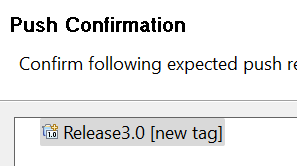 Push Confirmation
Confirm following expected push
Release3.0 [new tag]